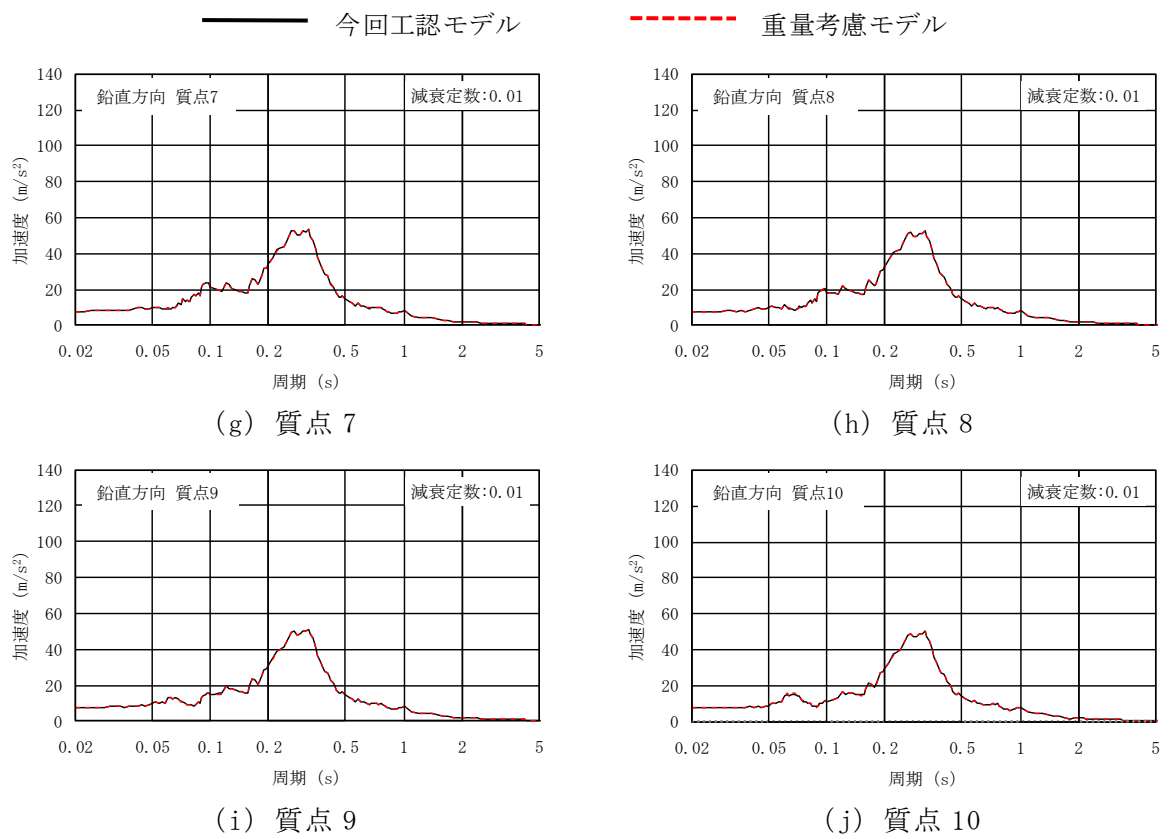 今回工認モデル 重量考慮モデル
鉛直方向 質点7 減衰定数:0.01
加速度 (m/s²)
140
120
100
80
60
40
20
0
0.02 0.05 0.1 0.2 0.5 1 2 5
周期 (s)
(g) 質点 7
鉛直方向 質点8 減衰定数:0.01
加速度 (m/s²)
140
120
100
80
60
40
20
0
0.02 0.05 0.1 0.2 0.5 1 2 5
周期 (s)
(h) 質点 8
鉛直方向 質点9 減衰定数:0.01
加速度 (m/s²)
140
120
100
80
60
40
20
0
0.02 0.05 0.1 0.2 0.5 1 2 5
周期 (s)
(i) 質点 9
鉛直方向 質点10 減衰定数:0.01
加速度 (m/s²)
140
120
100
80
60
40
20
0
0.02 0.05 0.1 0.2 0.5 1 2 5
周期 (s)
(j) 質点 10